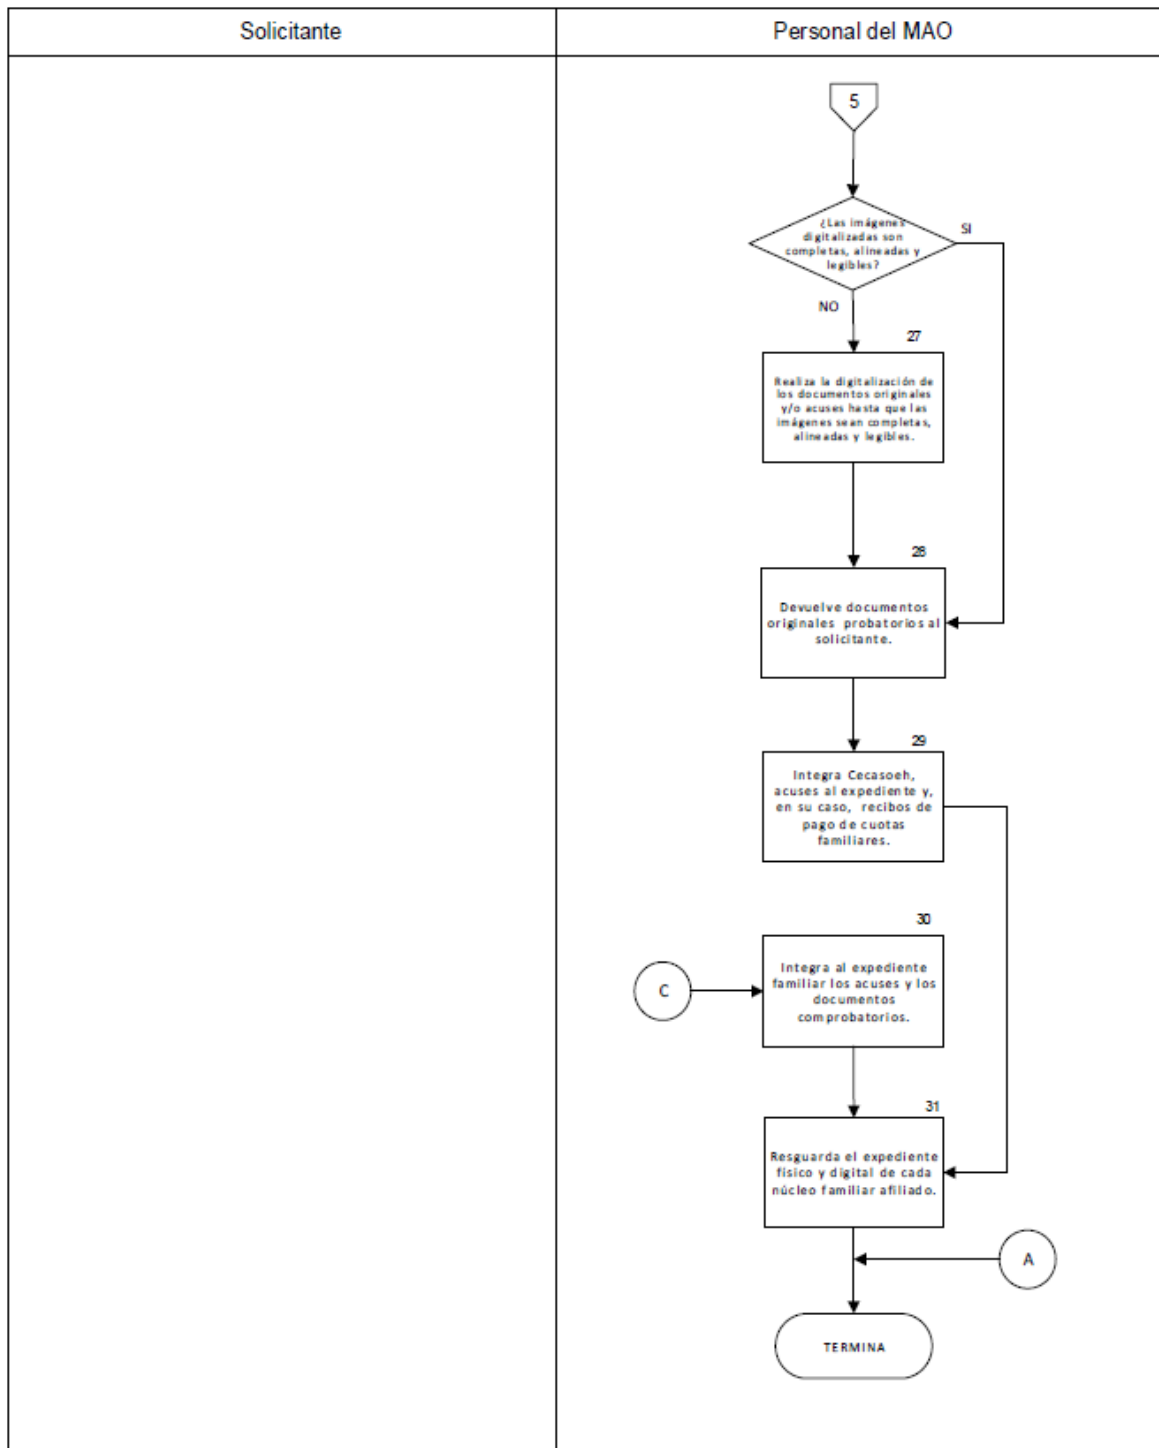 Solicitante
Personal del MAO
5
¿Las imágenes
digitalizadas son
completas, alineadas y
legibles?
SI
NO
27
Realiza la digitalización de
los documentos originales
y/o acuses hasta que las
imágenes sean completas,
alineadas y legibles.
28
Devuelve documentos
originales probatorios al
solicitante.
29
Integra Cecasoeh,
acuses al expediente y,
en su caso, recibos de
pago de cuotas
familiares.
30
C
Integra al expediente
familiar los acuses y los
documentos
comprobatorios.
31
Resguarda el expediente
físico y digital de cada
núcleo familiar afiliado.
A
TERMINA